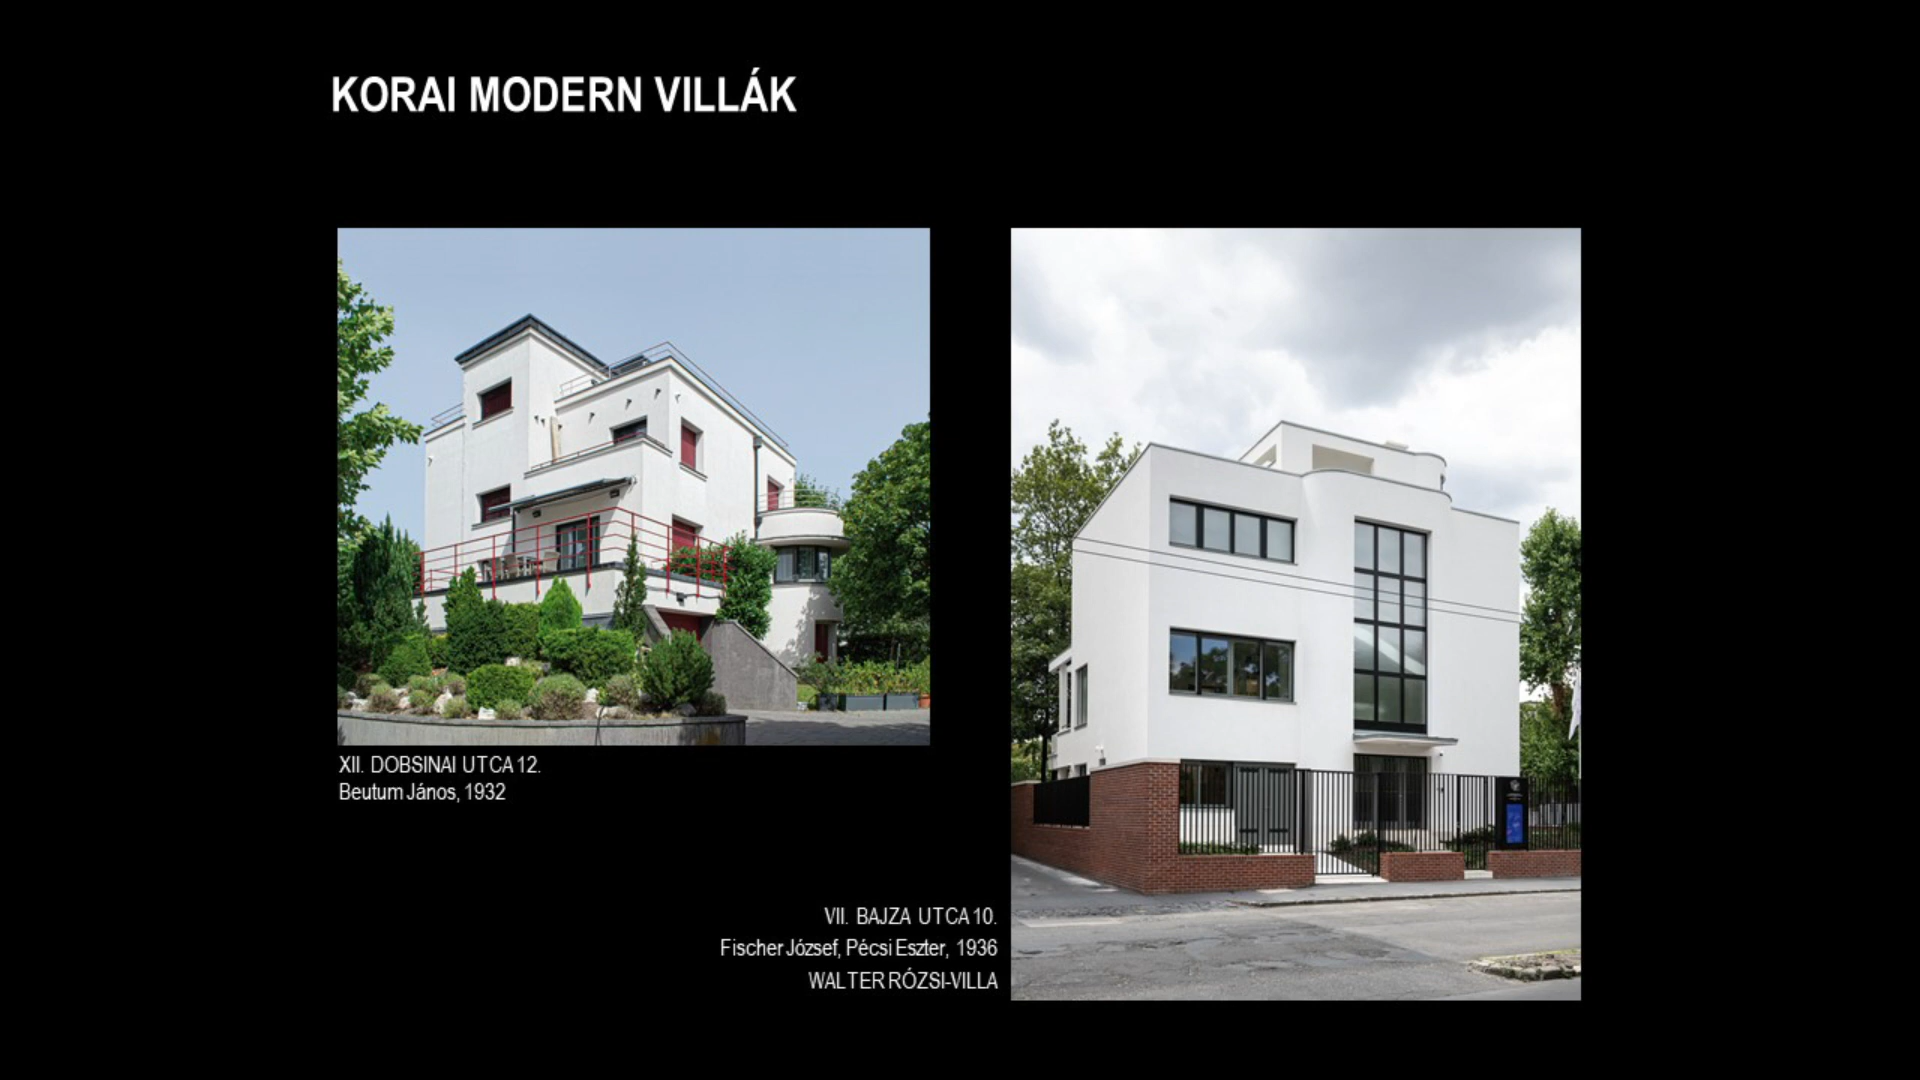 KORAI MODERN VILLÁK
XII. DOBSINAI UTCA 12.
Beutum János, 1932
VII. BAJZA UTCA 10.
Fischer József, Pécsi Eszter, 1936
WALTER RÓZSI-VILLA